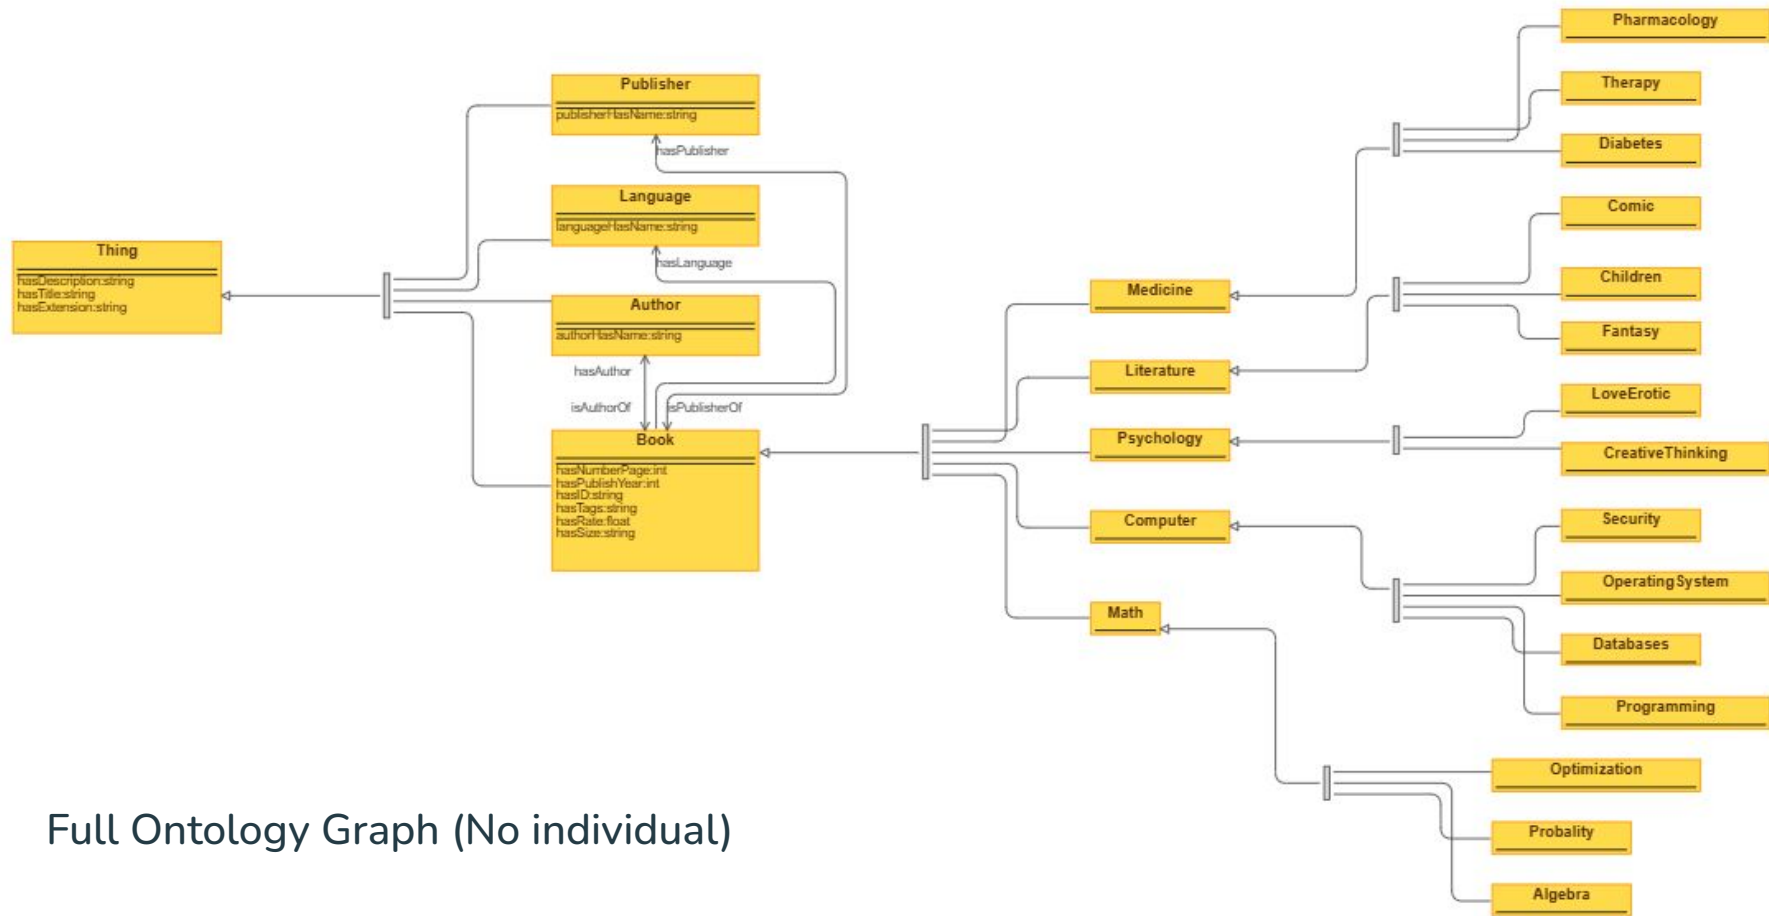 Thing
hasDescription:string
hasTitle:string
hasExtension:string
Publisher
publisherHasName:string
hasPublisher
Language
languageHasName:string
hasLanguage
Author
authorHasName:string
hasAuthor
isAuthorOf
isPublisherOf
Book
hasNumberPage:int
hasPublishYear:int
hasID:string
hasTags:string
hasRate:float
hasSize:string
Medicine
Literature
Psychology
Computer
Math
Pharmacology
Therapy
Diabetes
Comic
Children
Fantasy
LoveErotic
CreativeThinking
Security
OperatingSystem
Databases
Programming
Optimization
Probality
Algebra
Full Ontology Graph (No individual)